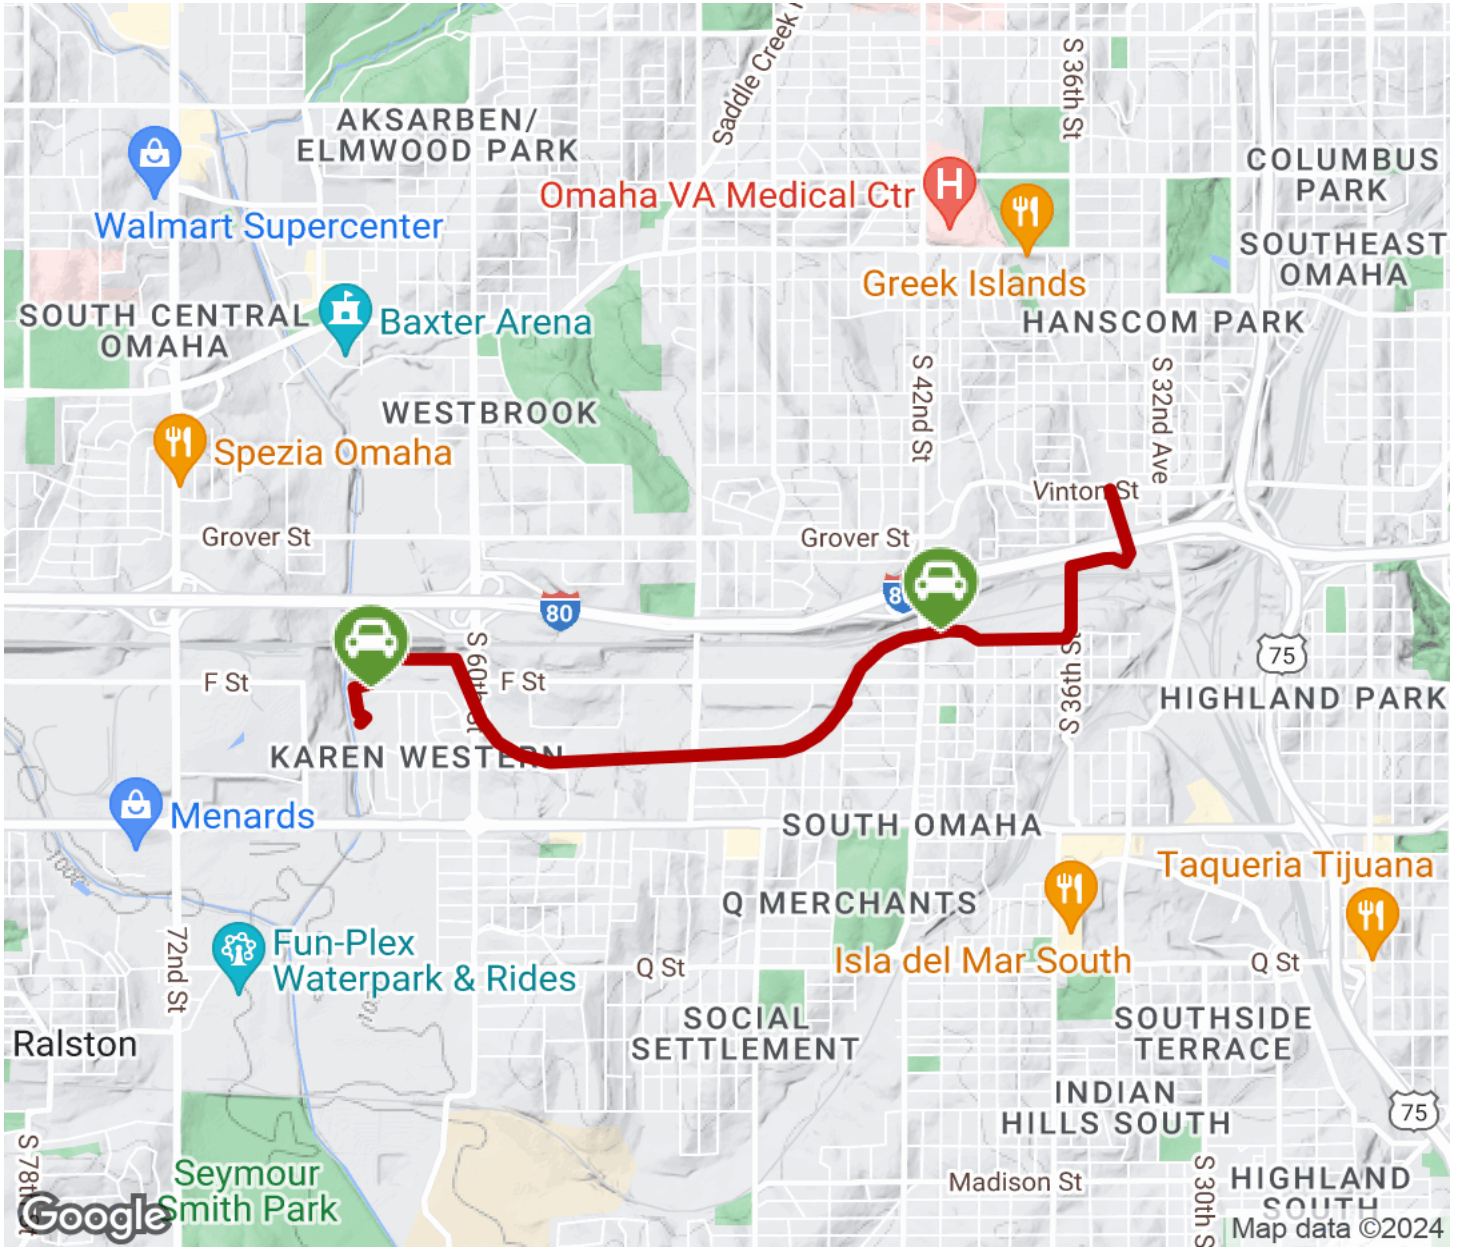 Saddle Creek
S 36th St
AKSARBEN/
ELMWOOD PARK
COLUMBUS
PARK
H
Omaha VA Medical Ctr
Walmart Supercenter
SOUTHEAST
OMAHA
Greek Islands
SOUTH CENTRAL
OMAHA
Baxter Arena
HANSCOM PARK
S 42nd St
S 32nd Ave
WESTBROOK
Spezia Omaha
Vinton St
Grover St
Grover St
80
80
S 60th St
75
F St
F St
S 36th St
HIGHLAND PARK
KAREN WESTERN
Menards
SOUTH OMAHA
1000
Taqueria Tijuana
Q MERCHANTS
72nd St
Fun-Plex
Waterpark & Rides
Q St
Isla del Mar South
Q St
SOCIAL
SETTLEMENT
SOUTHSIDE
TERRACE
Ralston
INDIAN
HILLS SOUTH
75
S 78th St
Seymour
Smith Park
Madison St
S 30th S
HIGHLAND
SOUTH
Google
Map data ©2024